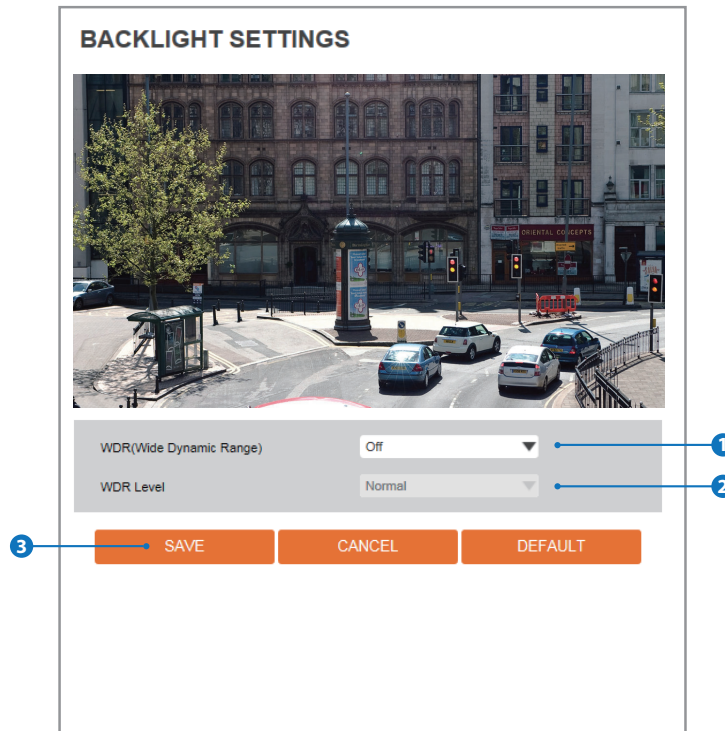 BACKLIGHT SETTINGS
ORIENTAL CONCEPTS
WDR(Wide Dynamic Range)
Off
1
WDR Level
Normal
2
3
SAVE
CANCEL
DEFAULT